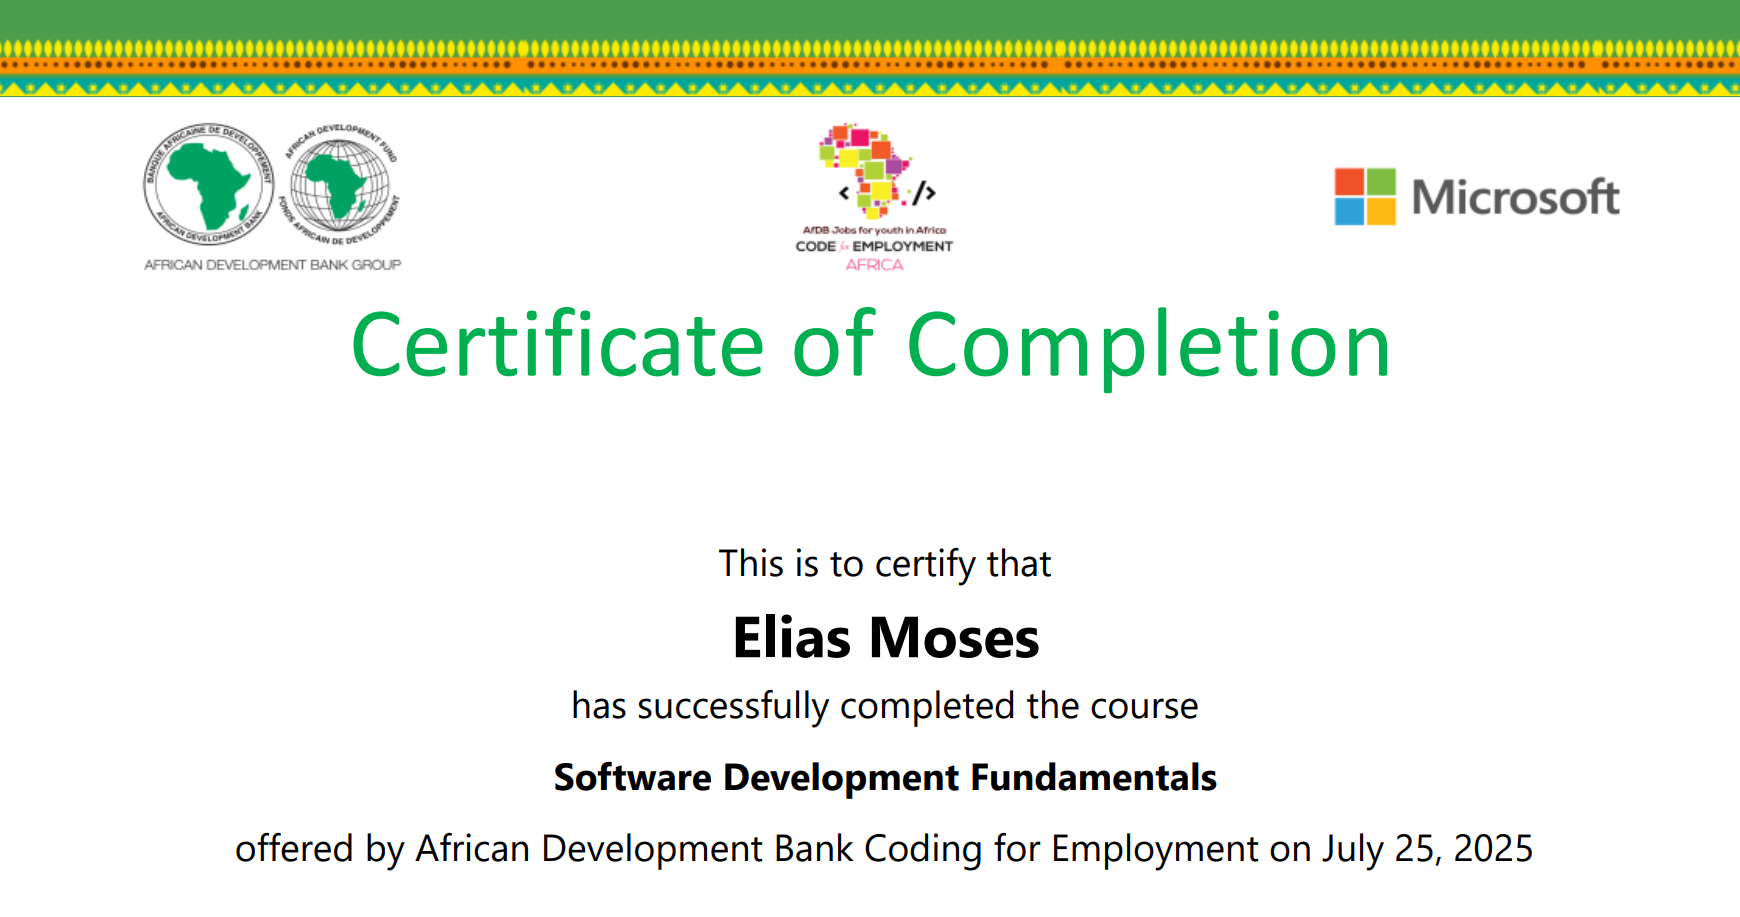 BANQUE AFRICAINE DE DEVELOPPEMENT
AFRICAN DEVELOPMENT BANK
AFRICAN DEVELOPMENT FUND
FONDS AFRICAIN DE DEVELOPPEMENT
AFRICAN DEVELOPMENT BANK GROUP
< />
AfDB Jobs for youth in Africa
CODE for EMPLOYMENT
AFRICA
Microsoft
Certificate of Completion
This is to certify that
Elias Moses
has successfully completed the course
Software Development Fundamentals
offered by African Development Bank Coding for Employment on July 25, 2025